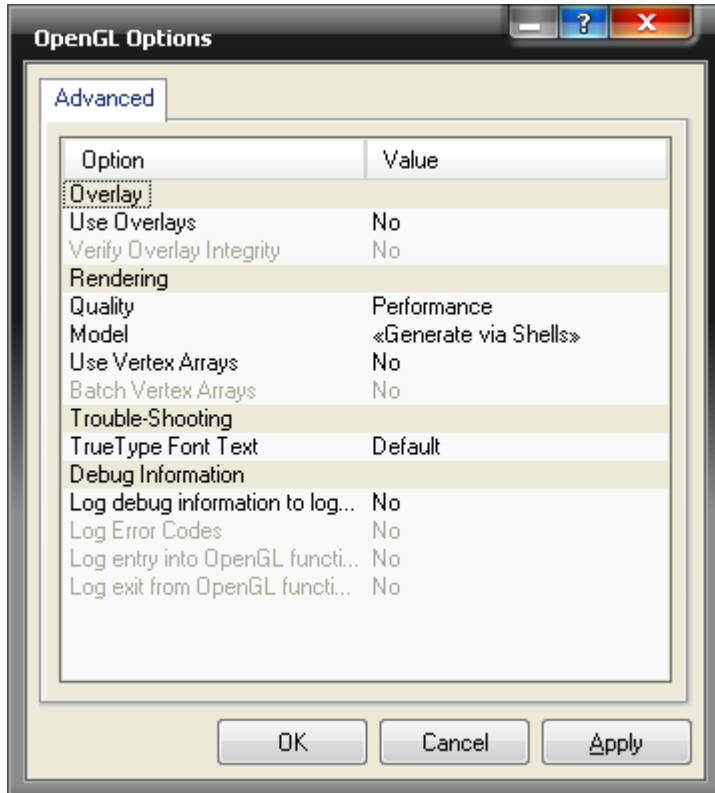 OpenGL Options
Advanced
Option Value
Overlay
Use Overlays No
Verify Overlay Integrity No
Rendering
Quality Performance
Model «Generate via Shells»
Use Vertex Arrays No
Batch Vertex Arrays No
Trouble-Shooting
TrueType Font Text Default
Debug Information
Log debug information to log... No
Log Error Codes No
Log entry into OpenGL functi... No
Log exit from OpenGL functi... No
OK Cancel Apply